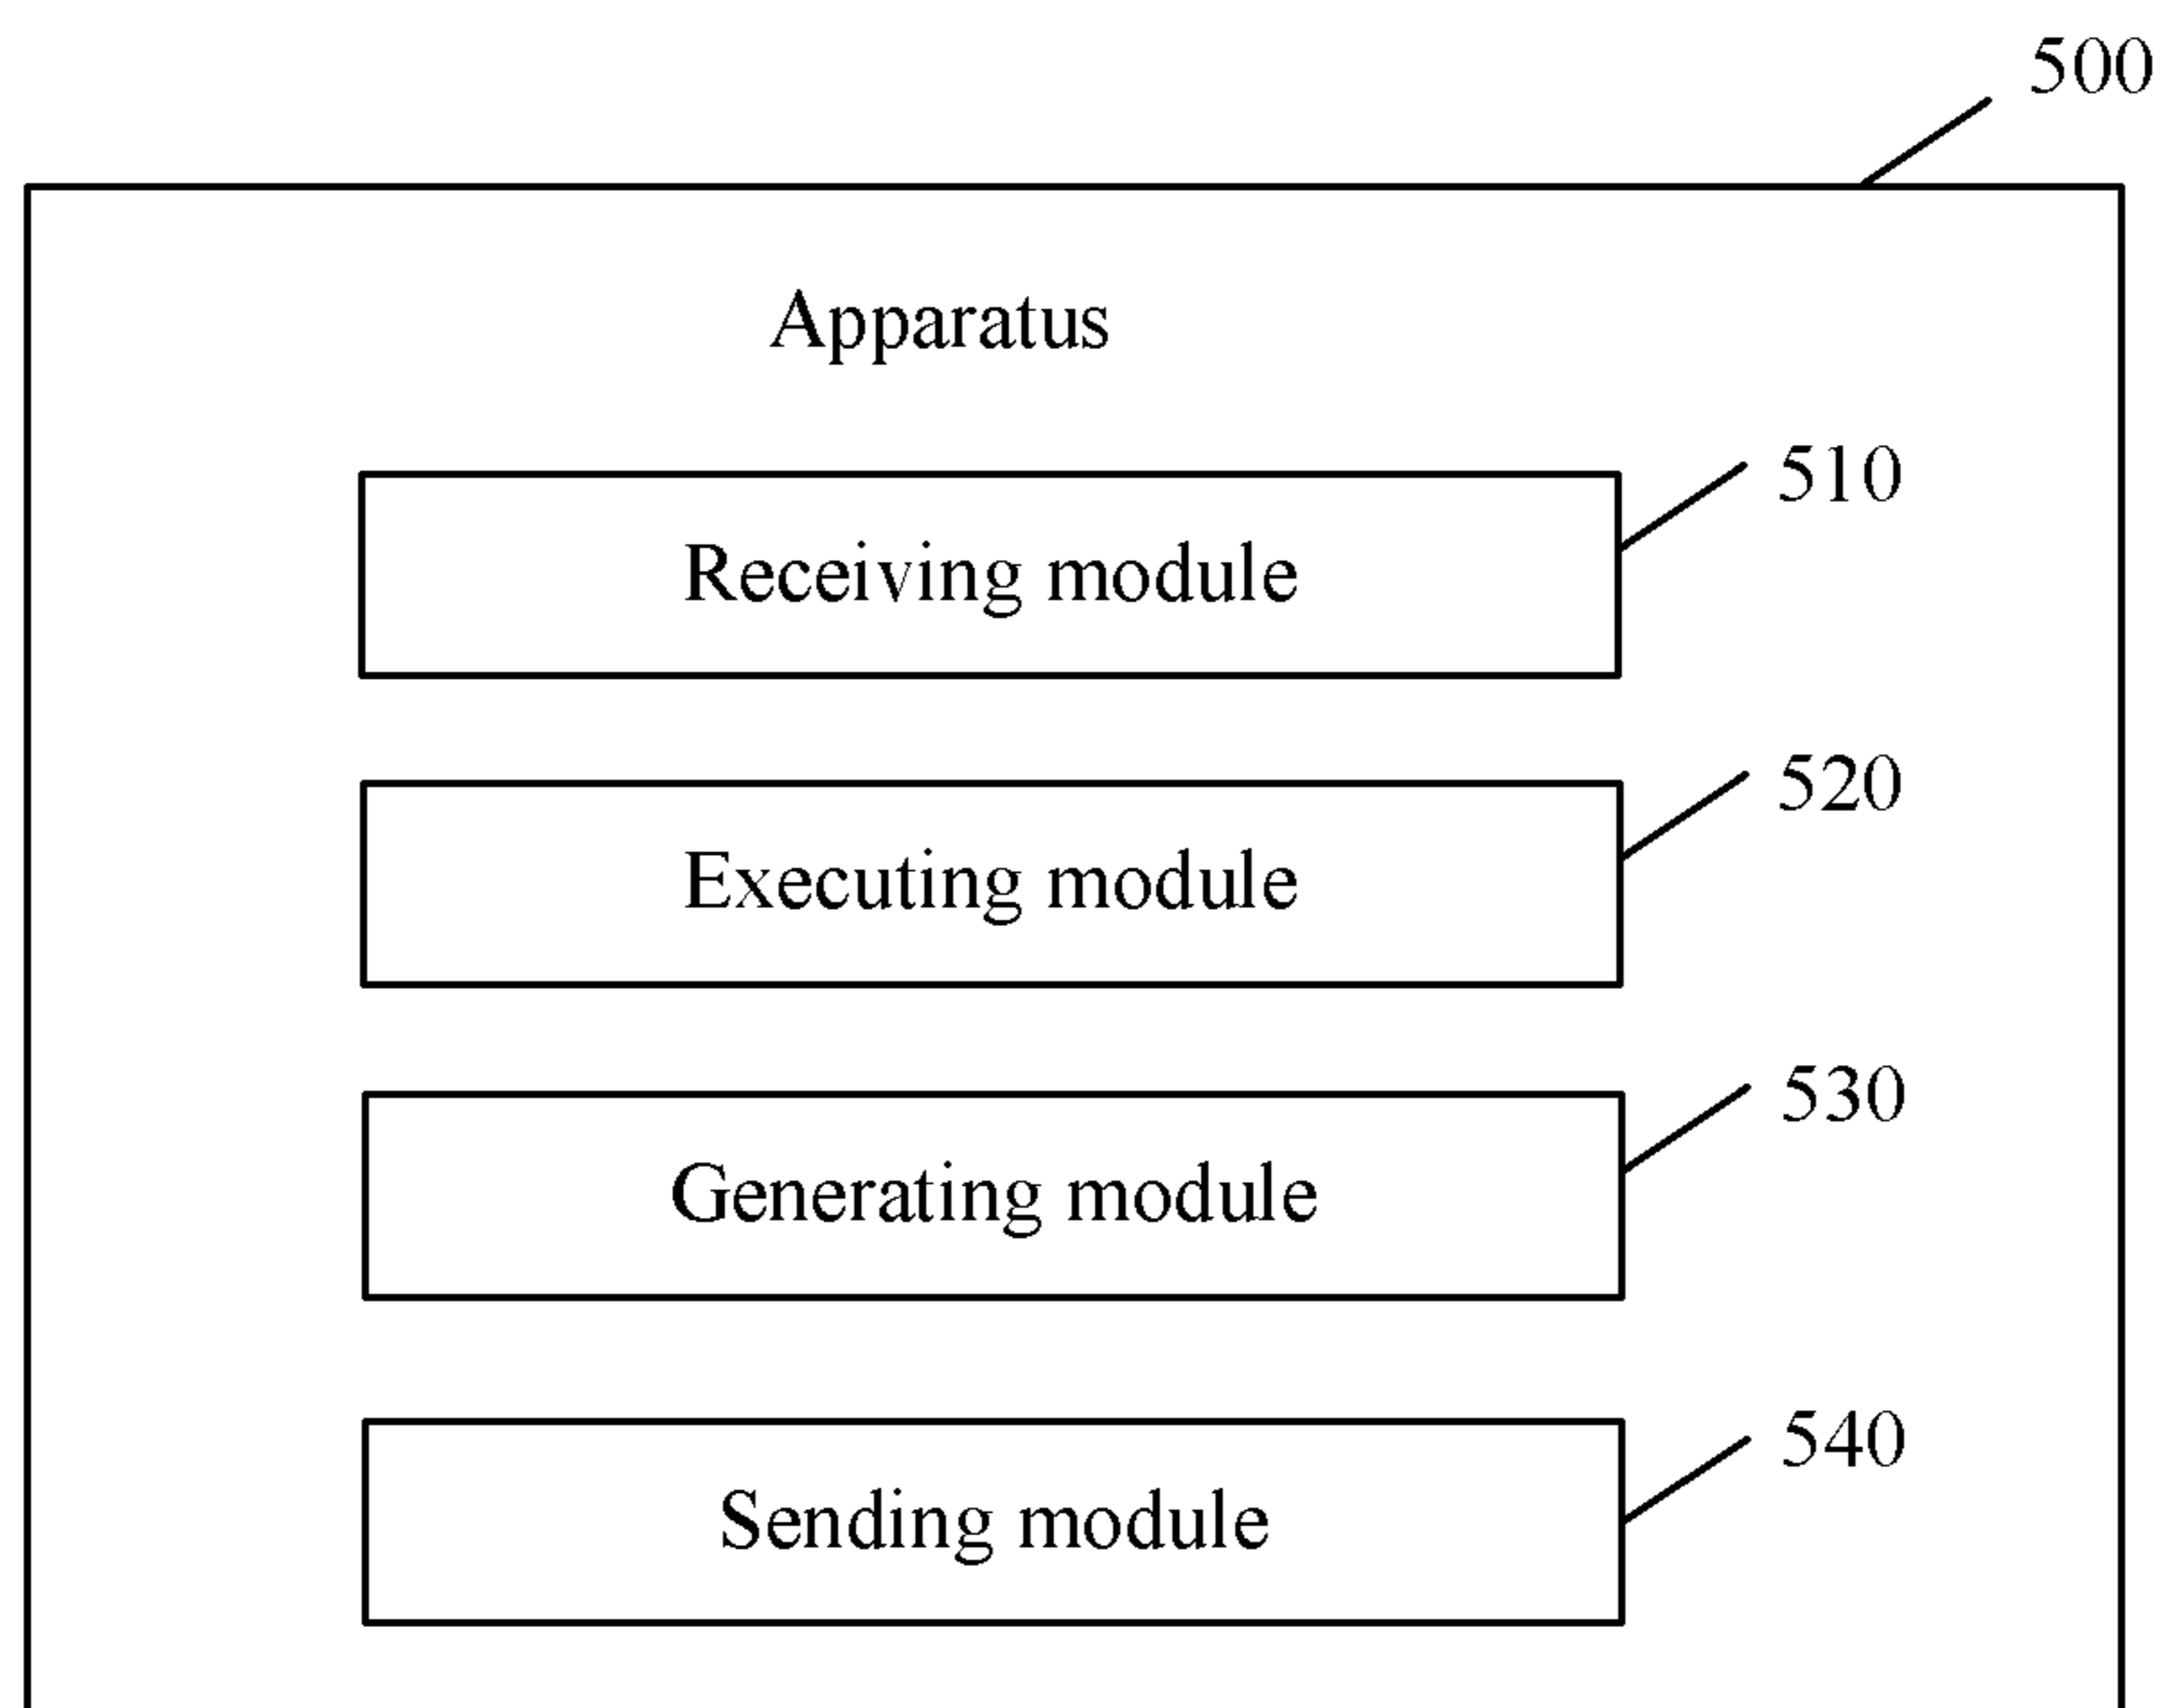 500
Apparatus
510
Receiving module
520
Executing module
530
Generating module
540
Sending module